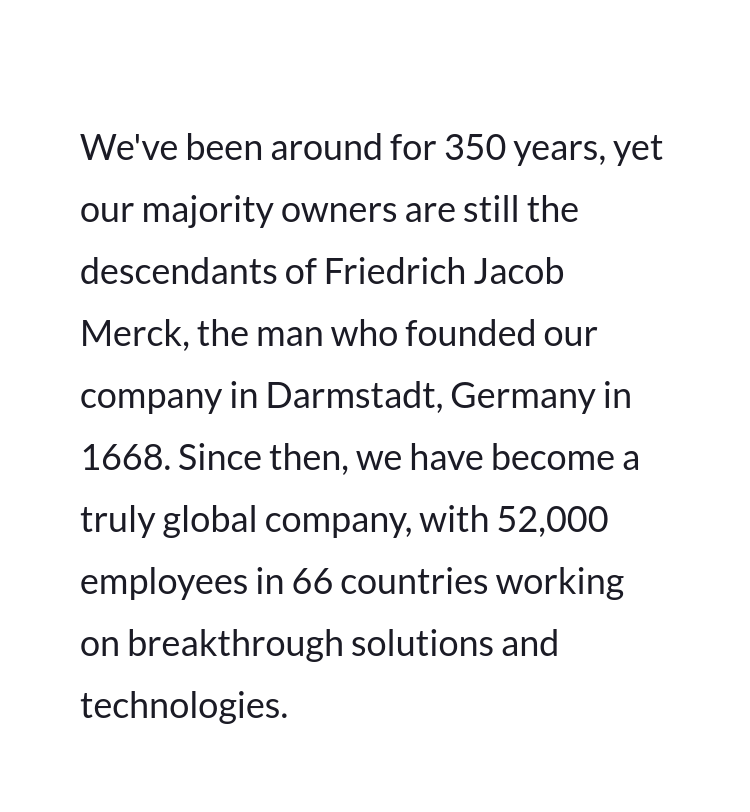 We've been around for 350 years, yet
our majority owners are still the
descendants of Friedrich Jacob
Merck, the man who founded our
company in Darmstadt, Germany in
1668. Since then, we have become a
truly global company, with 52,000
employees in 66 countries working
on breakthrough solutions and
technologies.